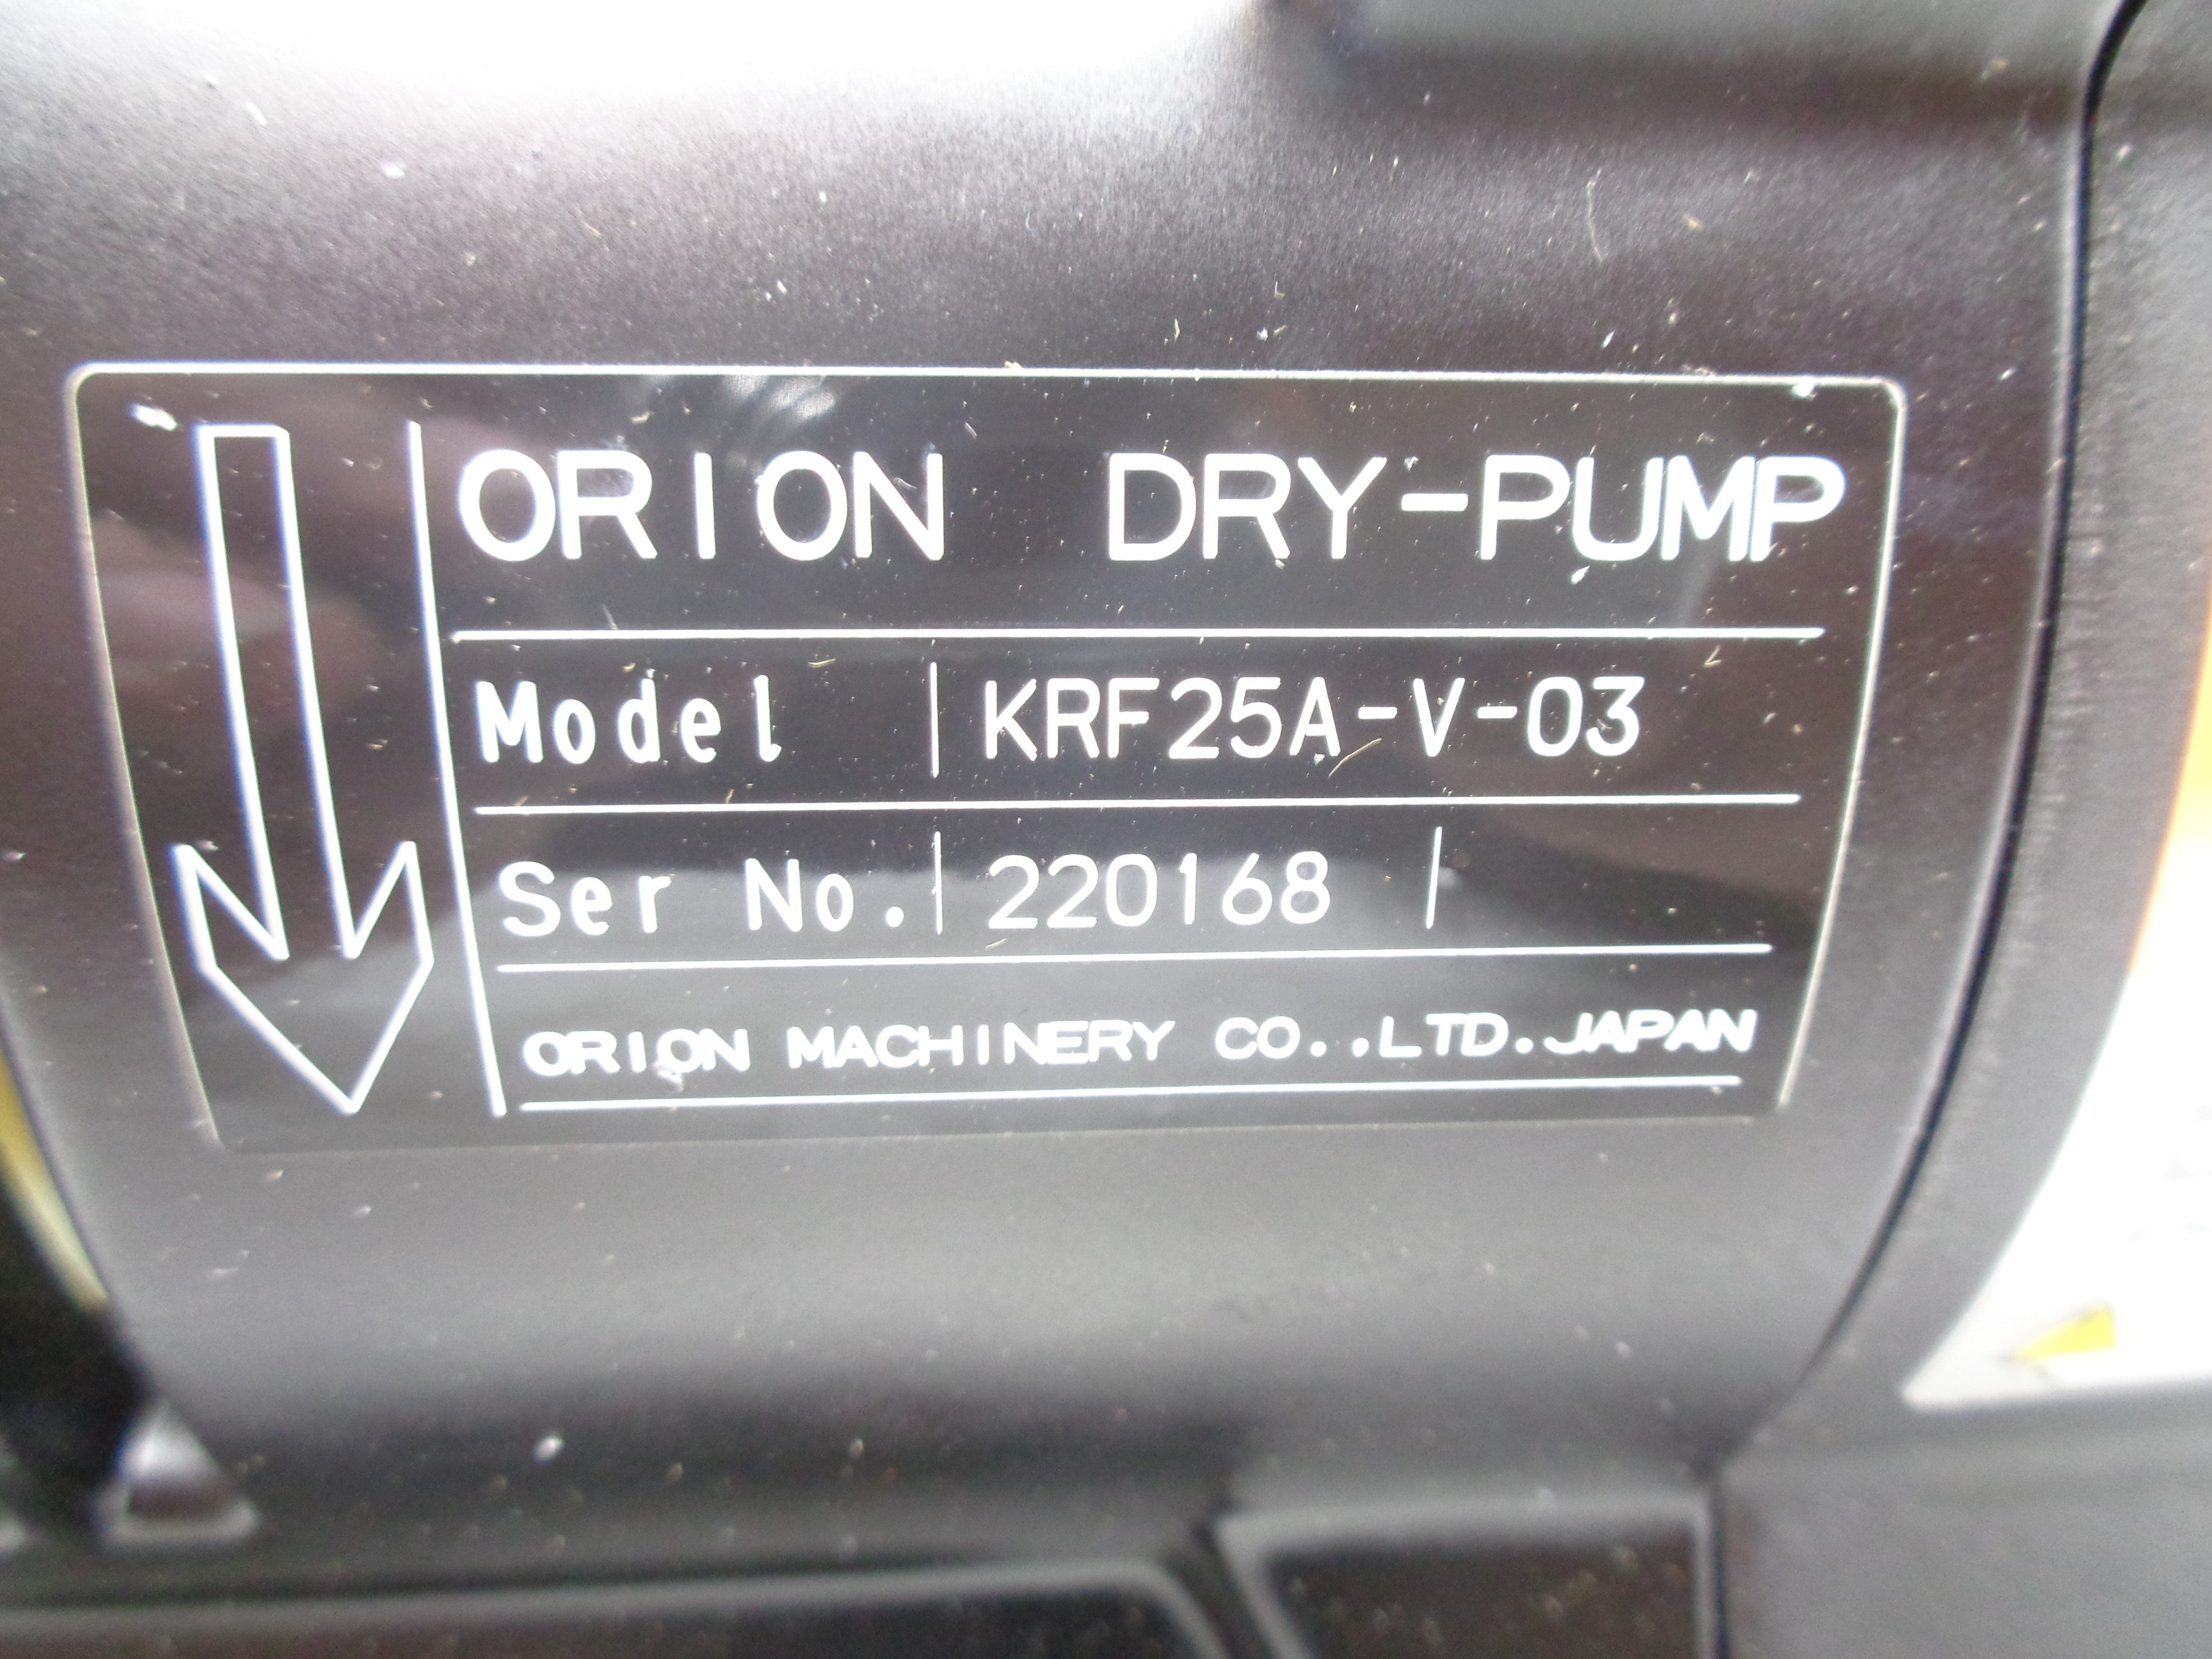 ORION DRY-PUMP
Model KRF25A-V-03
Ser No. 220168
ORION MACHINERY CO.,LTD.JAPAN